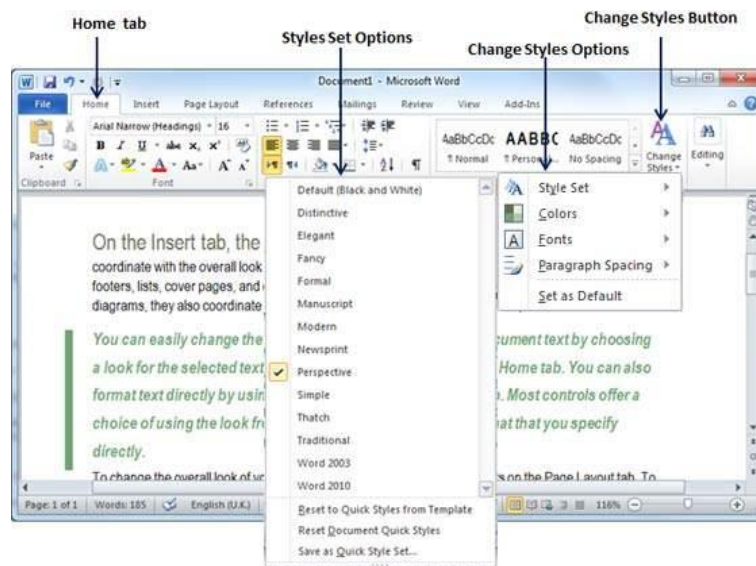 Home tab
Styles Set Options
Change Styles Options
Change Styles Button
Document1 - Microsoft Word
File Home Insert Page Layout References Mailings Review View Add-Ins
Arial Narrow (Headings) 16
Paste
B I U abc x, x'
Aa
A A
AaBbCcDc AABBC AaBbCcDc
¶ Normal ¶ Person... No Spacing
Change Styles
Editing
Clipboard Font
Default (Black and White)
Distinctive
Elegant
Fancy
Formal
Manuscript
Modern
Newsprint
Perspective
Simple
Thatch
Traditional
Word 2003
Word 2010
Reset to Quick Styles from Template
Reset Document Quick Styles
Save as Quick Style Set...
Style Set
Colors
Fonts
Paragraph Spacing
Set as Default
On the Insert tab, the
coordinate with the overall look
footers, lists, cover pages, and
diagrams, they also coordinate
You can easily change the cument text by choosing
a look for the selected text Home tab. You can also
format text directly by usin . Most controls offer a
choice of using the look fr at that you specify
directly.
To change the overall look of yo s on the Page Layout tab. To
Page: 1 of 1 Words: 185 English (U.K.) 116%